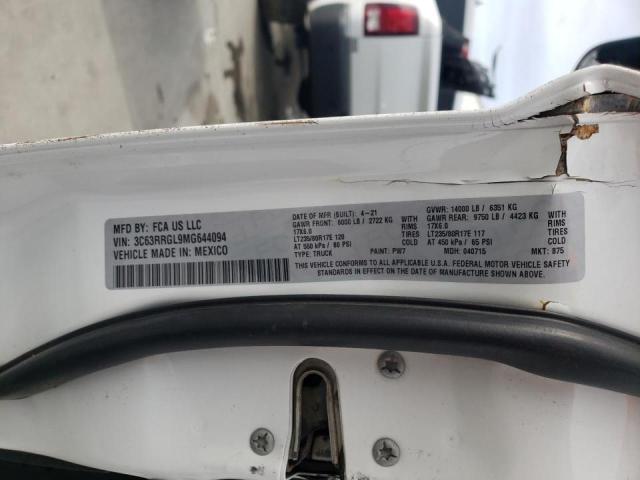 MFD BY: FCA US LLC
VIN: 3C63RRGL9MG644094
VEHICLE MADE IN: MEXICO
DATE OF MFR (BUILT): 4-21
GAWR FRONT: 6000 LB / 2722 KG
17X6.0
LT235/80R17E 120
AT 550 kPa / 80 PSI
TYPE: TRUCK
TIRES
COLD
PAINT: PW7
GVWR: 14000 LB / 6351 KG
GAWR REAR: 9750 LB / 4423 KG
17X6.0
LT235/80R17E 117
AT 450 kPa / 65 PSI
MDH: 040715
TIRES
COLD
MKT: 875
THIS VEHICLE CONFORMS TO ALL APPLICABLE U.S.A. FEDERAL MOTOR VEHICLE SAFETY
STANDARDS IN EFFECT ON THE DATE OF MANUFACTURE SHOWN ABOVE.